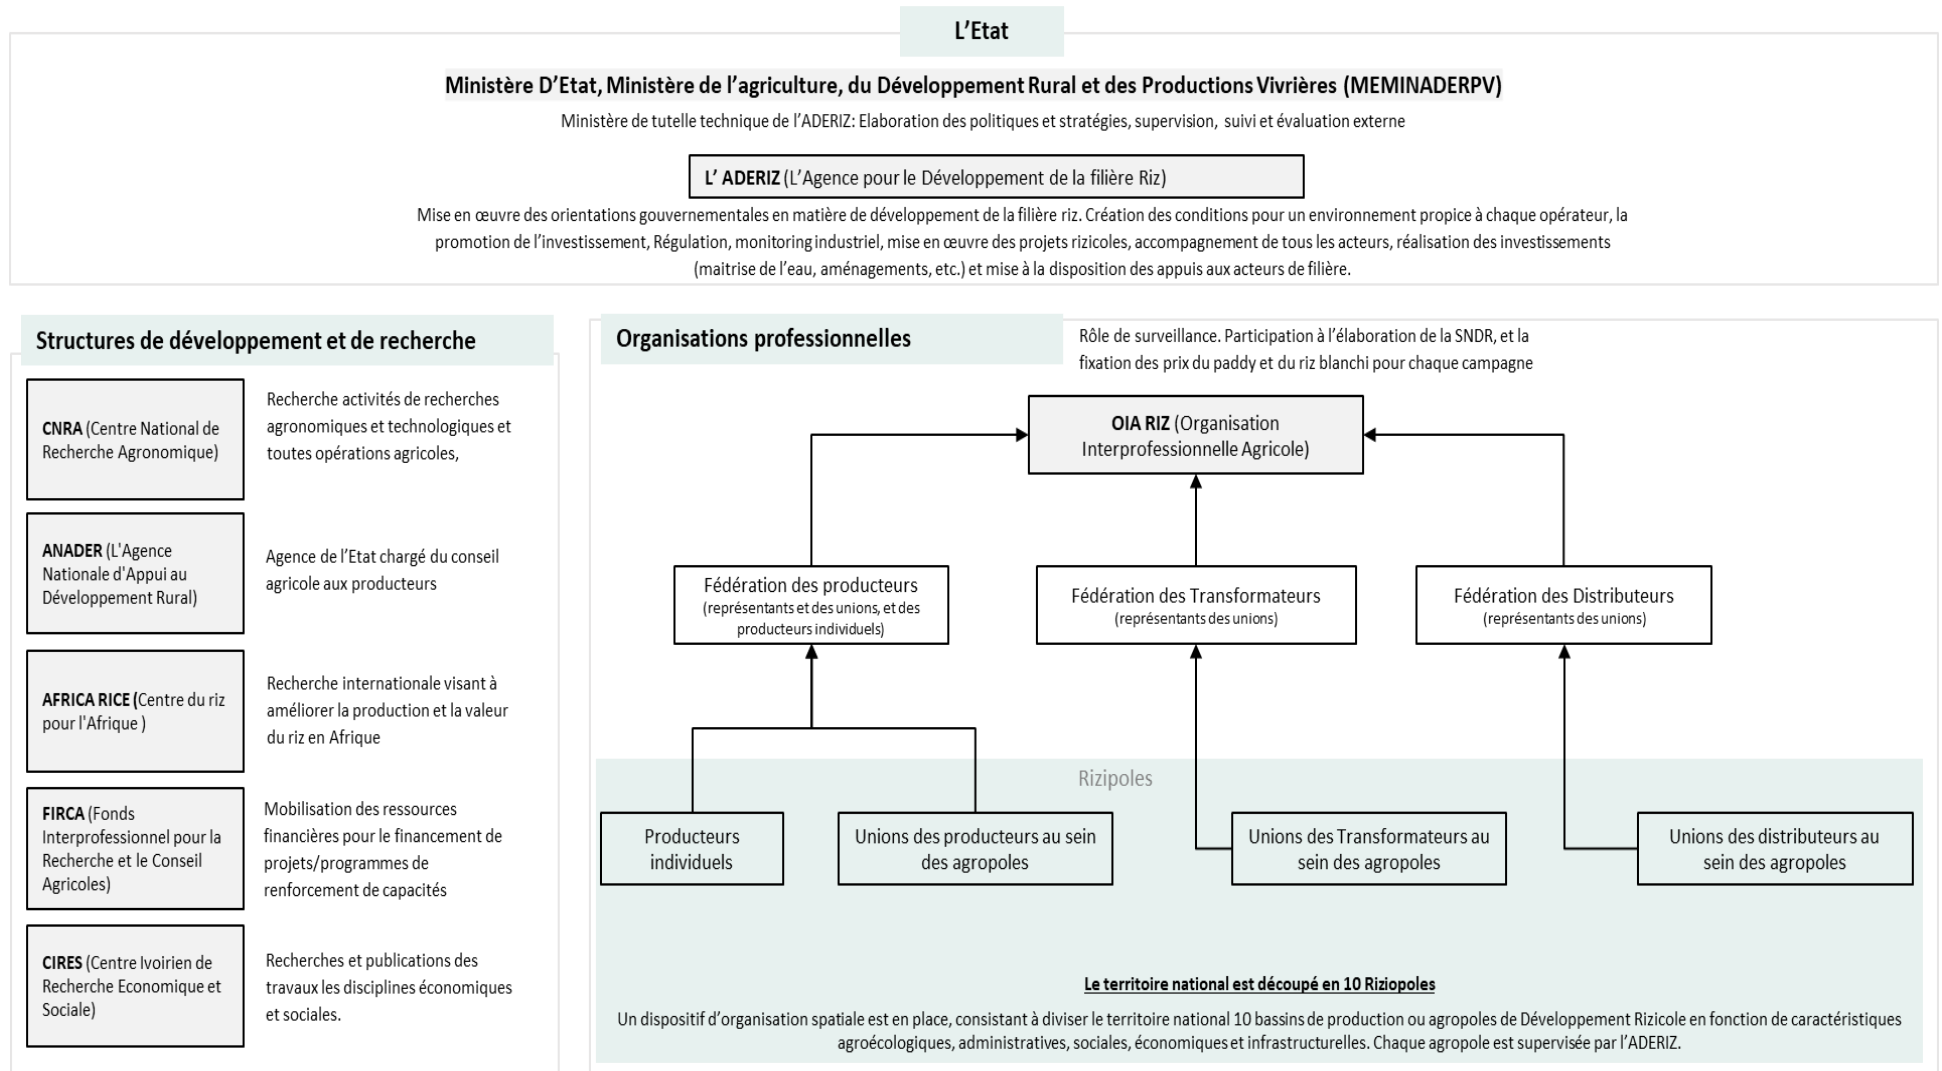 L'Etat
Ministère D'Etat, Ministère de l'agriculture, du Développement Rural et des Productions Vivrières (MEMINADERPV)
Ministère de tutelle technique de l'ADERIZ: Elaboration des politiques et stratégies, supervision, suivi et évaluation externe
L' ADERIZ (L'Agence pour le Développement de la filière Riz)
Mise en œuvre des orientations gouvernementales en matière de développement de la filière riz. Création des conditions pour un environnement propice à chaque opérateur, la
promotion de l'investissement, Régulation, monitoring industriel, mise en œuvre des projets rizicoles, accompagnement de tous les acteurs, réalisation des investissements
(maitrise de l'eau, aménagements, etc.) et mise à la disposition des appuis aux acteurs de filière.
Structures de développement et de recherche
CNRA (Centre National de
Recherche Agronomique)
Recherche activités de recherches
agronomiques et technologiques et
toutes opérations agricoles,
ANADER (L'Agence
Nationale d'Appui au
Développement Rural)
Agence de l'Etat chargé du conseil
agricole aux producteurs
AFRICA RICE (Centre du riz
pour l'Afrique )
Recherche internationale visant à
améliorer la production et la valeur
du riz en Afrique
FIRCA (Fonds
Interprofessionnel pour la
Recherche et le Conseil
Agricoles)
Mobilisation des ressources
financières pour le financement de
projets/programmes de
renforcement de capacités
CIRES (Centre Ivoirien de
Recherche Economique et
Sociale)
Recherches et publications des
travaux les disciplines économiques
et sociales.
Organisations professionnelles
Rôle de surveillance. Participation à l'élaboration de la SNDR, et la
fixation des prix du paddy et du riz blanchi pour chaque campagne
OIA RIZ (Organisation
Interprofessionnelle Agricole)
Fédération des producteurs
(représentants et des unions, et des
producteurs individuels)
Fédération des Transformateurs
(représentants des unions)
Fédération des Distributeurs
(représentants des unions)
Rizipoles
Producteurs
individuels
Unions des producteurs au sein
des agropoles
Unions des Transformateurs au
sein des agropoles
Unions des distributeurs au
sein des agropoles
Le territoire national est découpé en 10 Riziopoles
Un dispositif d'organisation spatiale est en place, consistant à diviser le territoire national 10 bassins de production ou agropoles de Développement Rizicole en fonction de caractéristiques
agroécologiques, administratives, sociales, économiques et infrastructurelles. Chaque agropole est supervisée par l'ADERIZ.